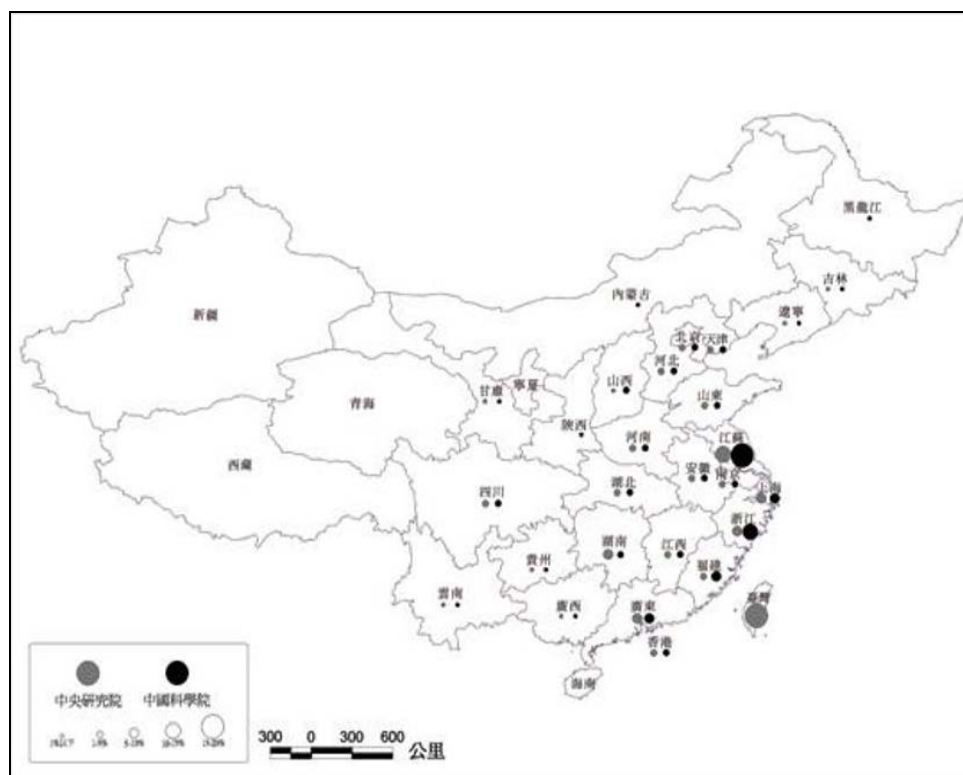 黑龍江
吉林
內蒙古
遼寧
新疆
北京 天津
河北
山西
甘肅 寧夏
青海
山東
陝西
河南
江蘇
西藏
安徽 南京
四川 湖北
上海
浙江
湖南 江西
貴州
福建
雲南 廣西 廣東
臺灣
香港
海南
中央研究院 中國科學院
300 0 300 600 公里